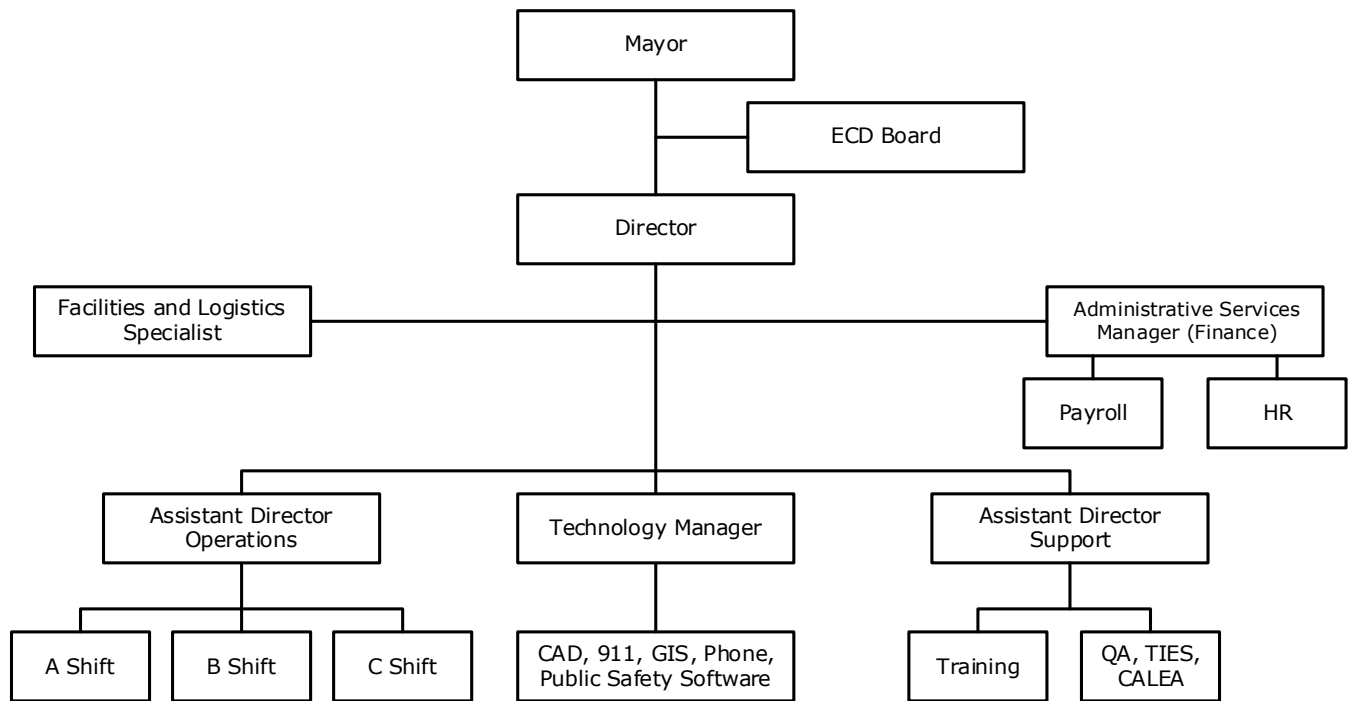 Mayor
ECD Board
Director
Facilities and Logistics
Specialist
Administrative Services
Manager (Finance)
Payroll
HR
Assistant Director
Operations
Technology Manager
Assistant Director
Support
A Shift
B Shift
C Shift
CAD, 911, GIS, Phone,
Public Safety Software
Training
QA, TIES,
CALEA